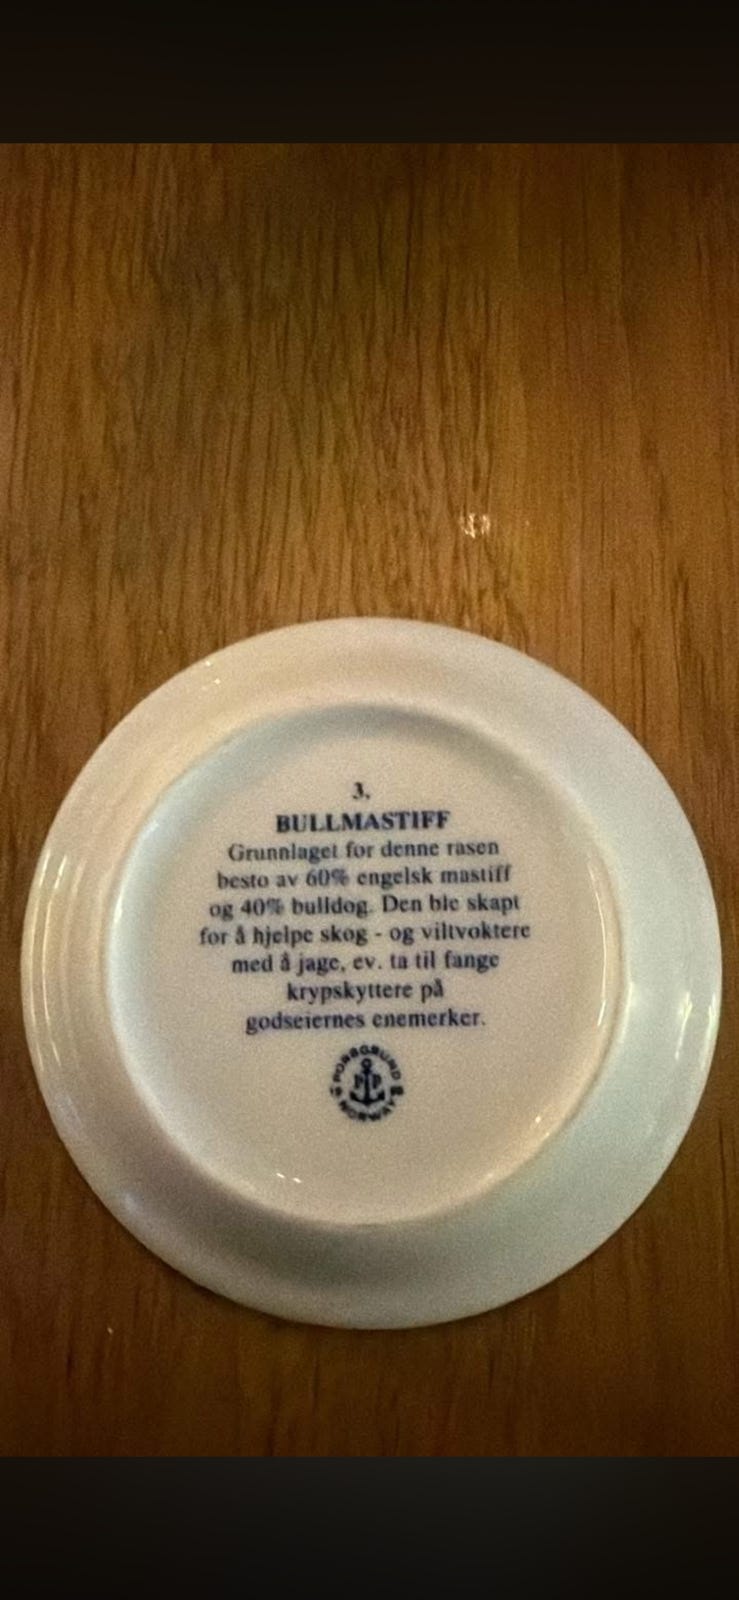 3.
BULLMASTIFF
Grunnlaget for denne rasen
besto av 60% engelsk mastiff
og 40% bulldog. Den ble skapt
for å hjelpe skog - og viltvoktere
med å jage, ev. ta til fange
krypskyttere på
godseiernes enemerker.
PORSGRUND
PP
NORWAY